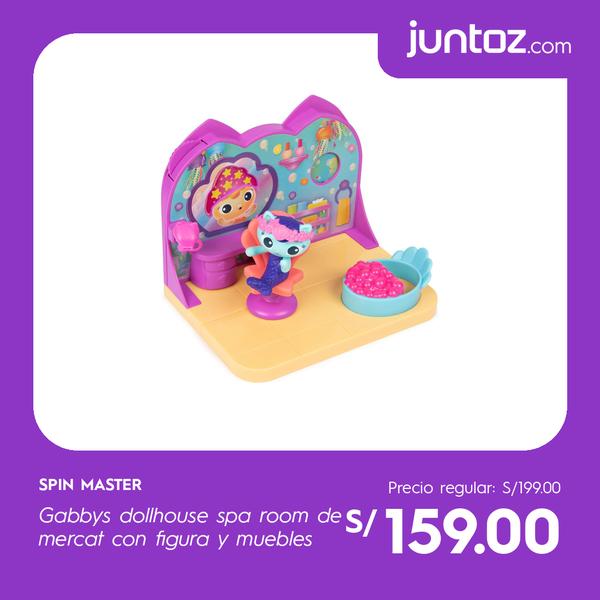 juntoz.com
SPIN MASTER
Gabbys dollhouse spa room de
mercat con figura y muebles
Precio regular: S/199.00
S/159.00